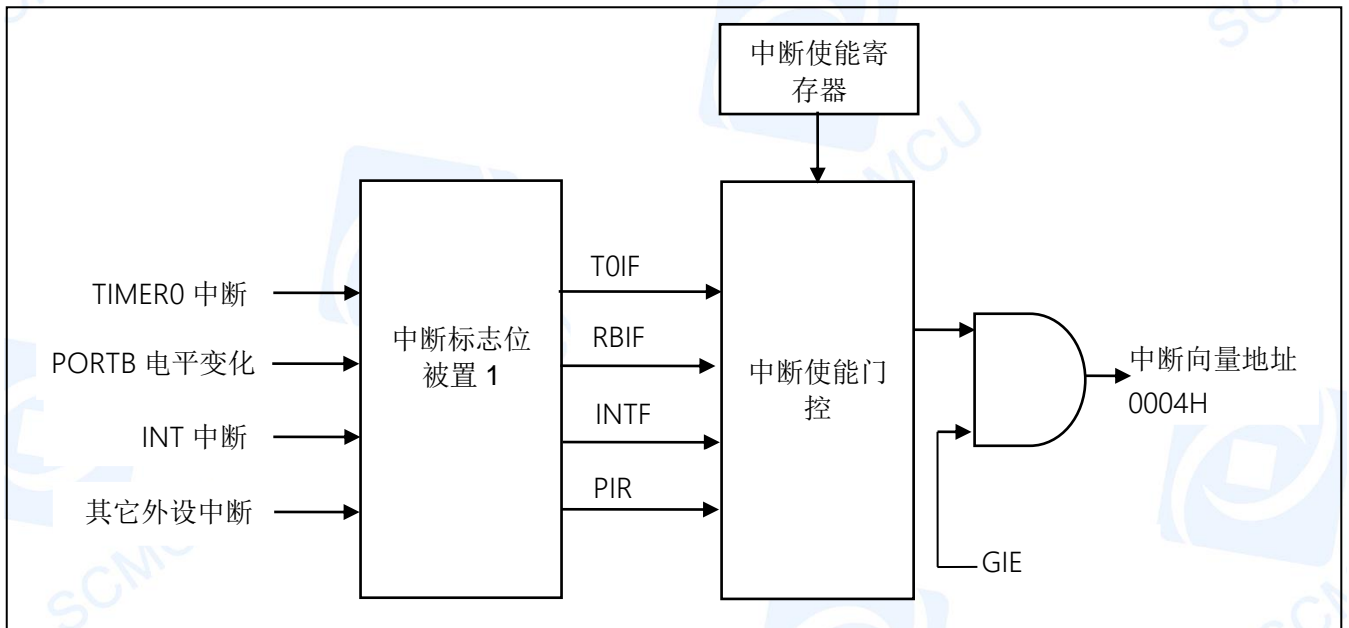 中断使能寄
存器
TIMER0 中断
PORTB 电平变化
INT 中断
其它外设中断
中断标志位
被置 1
T0IF
RBIF
INTF
PIR
中断使能门
控
GIE
中断向量地址
0004H
SCMCU
SCMCU